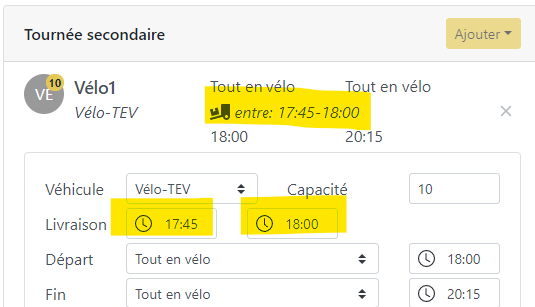 Tournée secondaire Ajouter
10
VE Vélo1 Tout en vélo Tout en vélo
Vélo-TEV entre: 17:45-18:00
18:00 20:15
Véhicule Vélo-TEV Capacité 10
Livraison 17:45 18:00
Départ Tout en vélo 18:00
Fin Tout en vélo 20:15